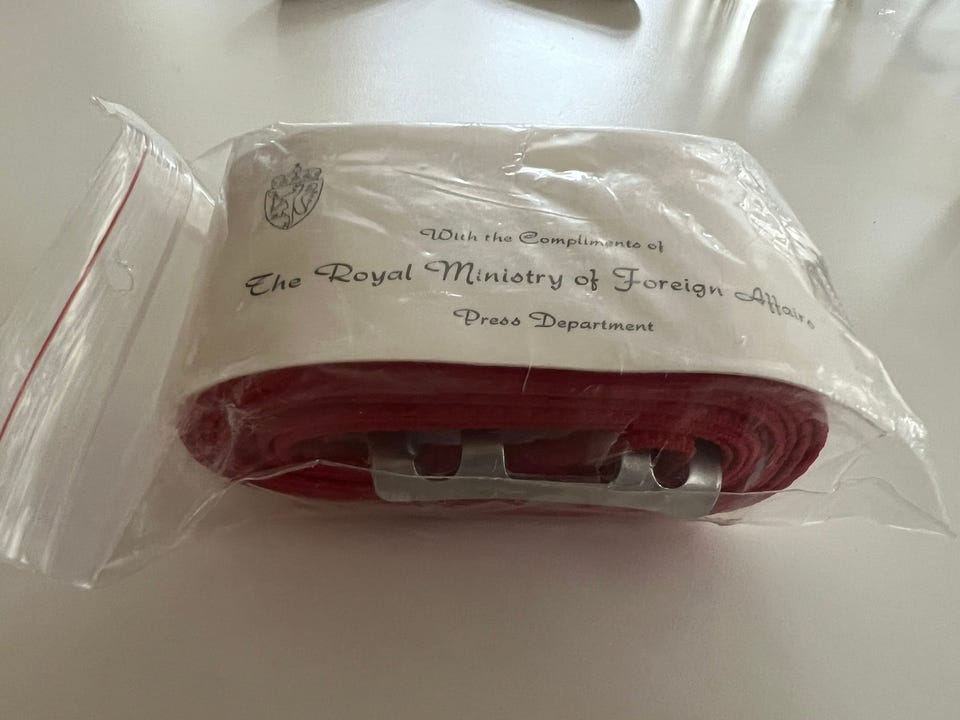 With the Compliments of
The Royal Ministry of Foreign Affairs
Press Department